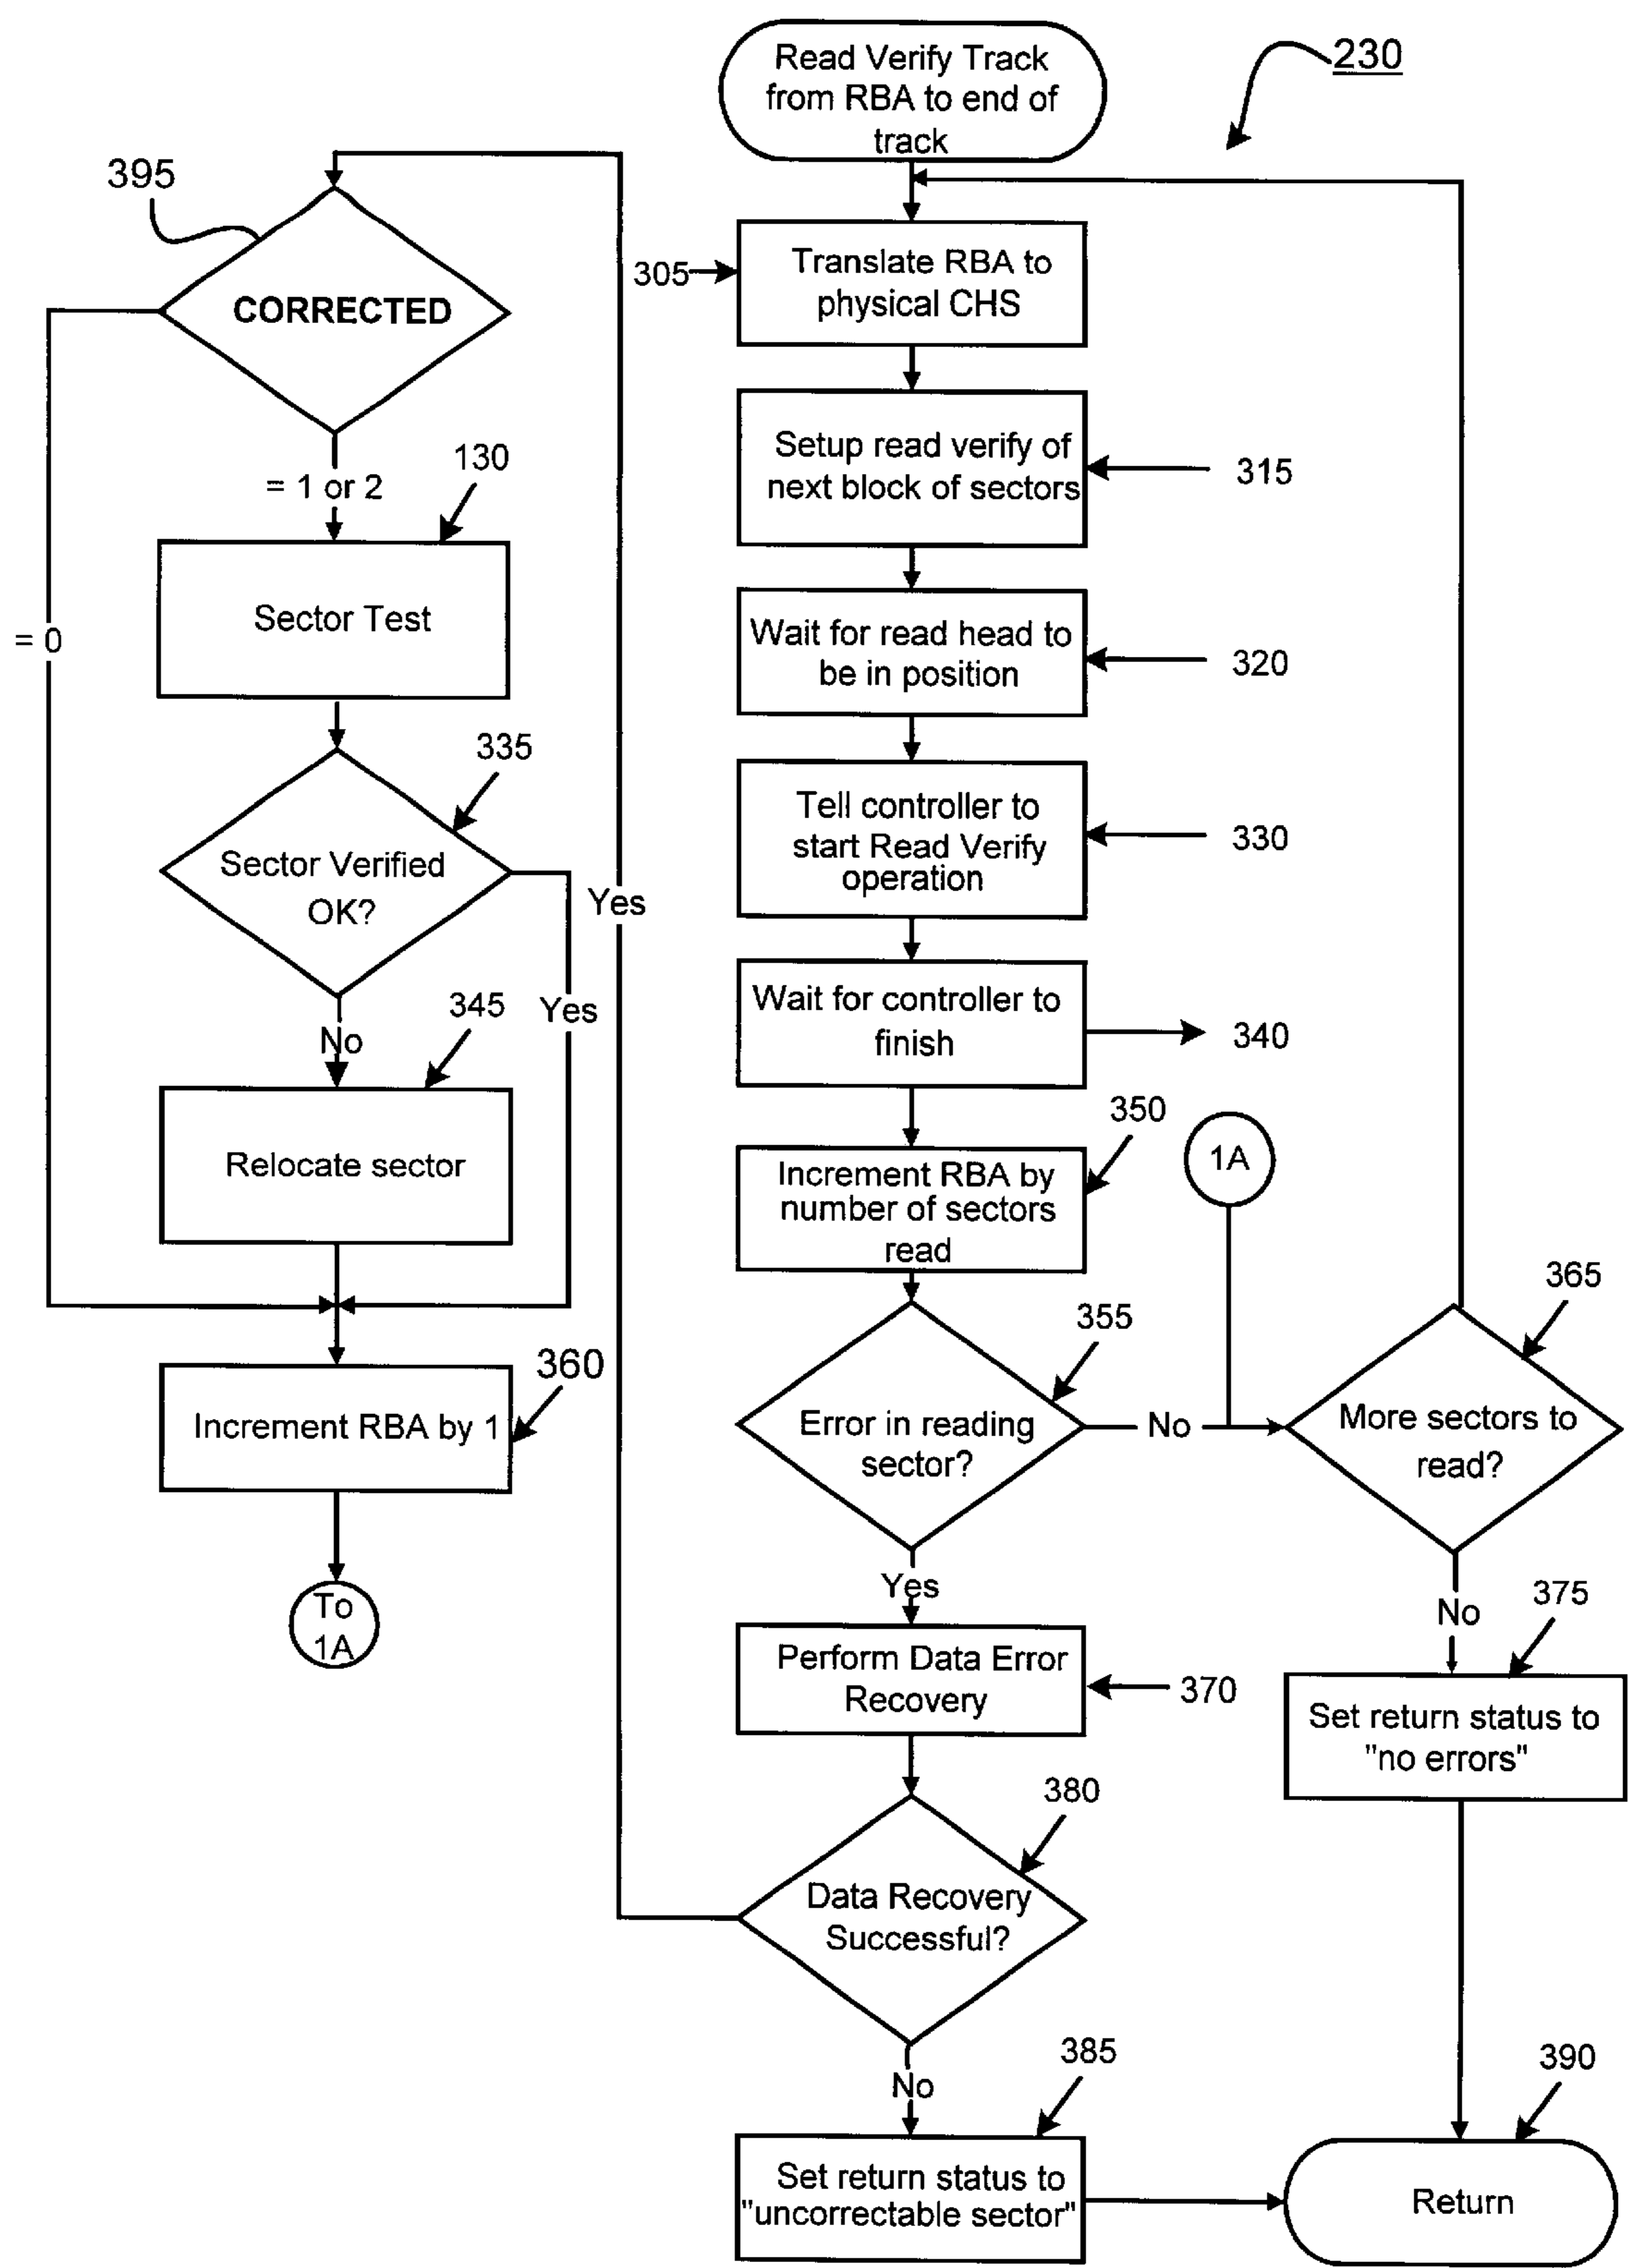 Read Verify Track
from RBA to end of
track
230
395
CORRECTED
= 0
= 1 or 2
130
Sector Test
335
Sector Verified
OK?
Yes
No
345
Relocate sector
360
Increment RBA by 1
To
1A
Yes
305
Translate RBA to
physical CHS
Setup read verify of
next block of sectors
315
Wait for read head to
be in position
320
Tell controller to
start Read Verify
operation
330
Wait for controller to
finish
340
350
Increment RBA by
number of sectors
read
1A
355
Error in reading
sector?
No
365
More sectors to
read?
Yes
Perform Data Error
Recovery
370
No
375
Set return status to
"no errors"
380
Data Recovery
Successful?
No
385
Set return status to
"uncorrectable sector"
390
Return